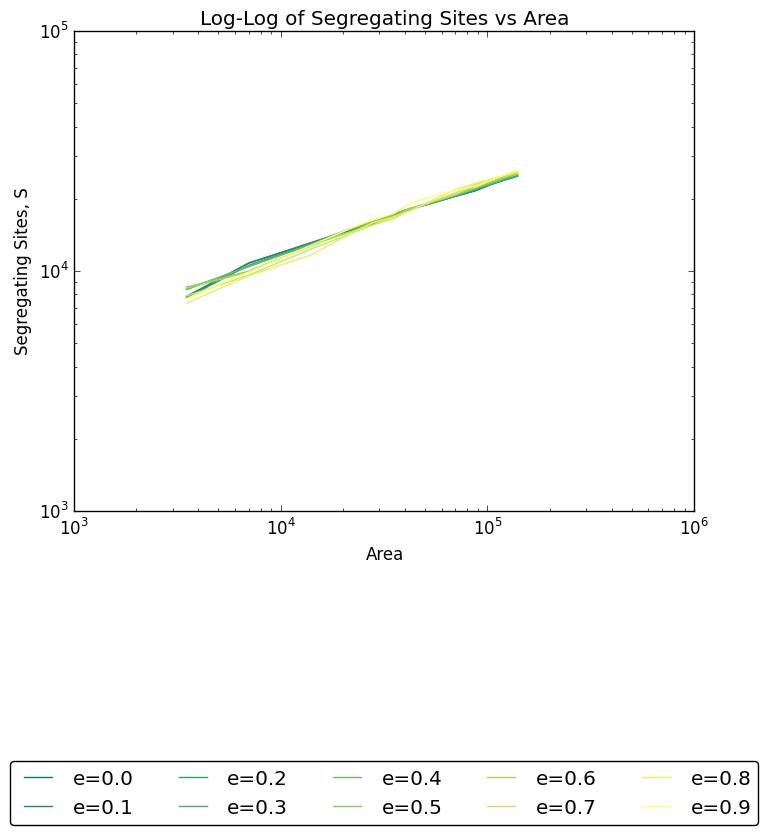 Log-Log of Segregating Sites vs Area
10^5
10^4
10^3
Segregating Sites, S
10^3 10^4 10^5 10^6
Area
e=0.0 e=0.2 e=0.4 e=0.6 e=0.8
e=0.1 e=0.3 e=0.5 e=0.7 e=0.9